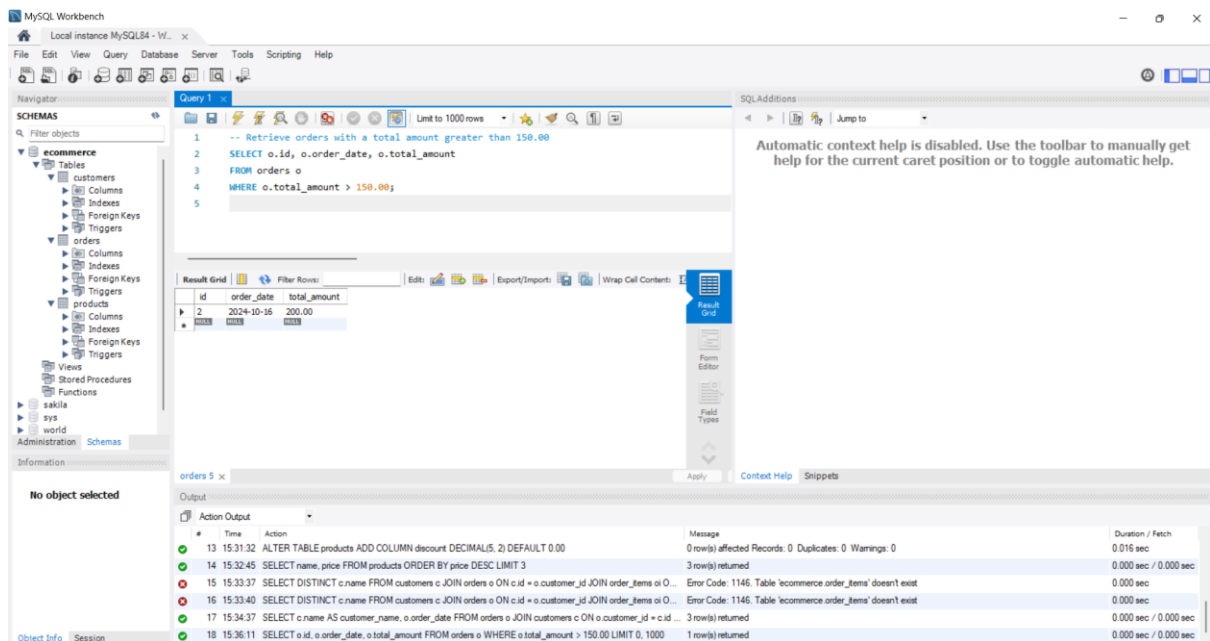 MySQL Workbench
Local instance MySQL84 - W... ×
File Edit View Query Database Server Tools Scripting Help
Navigator
SCHEMAS
Filter objects
ecommerce
Tables
customers
Columns
Indexes
Foreign Keys
Triggers
orders
Columns
Indexes
Foreign Keys
Triggers
products
Columns
Indexes
Foreign Keys
Triggers
Views
Stored Procedures
Functions
sakila
sys
world
Administration Schemas
Information
No object selected
Object Info Session
Query 1 ×
Limit to 1000 rows
1 -- Retrieve orders with a total amount greater than 150.00
2 SELECT o.id, o.order_date, o.total_amount
3 FROM orders o
4 WHERE o.total_amount > 150.00;
5
Result Grid Filter Rows: Edit: Export/Import: Wrap Cell Content:
id order_date total_amount
2 2024-10-16 200.00
NULL NULL NULL
Result
Grid
Form
Editor
Field
Types
orders 5 × Apply
SQLAdditions
Jump to
Automatic context help is disabled. Use the toolbar to manually get
help for the current caret position or to toggle automatic help.
Context Help Snippets
Output
Action Output
# Time Action Message Duration / Fetch
13 15:31:32 ALTER TABLE products ADD COLUMN discount DECIMAL(5, 2) DEFAULT 0.00 0 row(s) affected Records: 0 Duplicates: 0 Warnings: 0 0.016 sec
14 15:32:45 SELECT name, price FROM products ORDER BY price DESC LIMIT 3 3 row(s) returned 0.000 sec / 0.000 sec
15 15:33:37 SELECT DISTINCT c.name FROM customers c JOIN orders o ON c.id = o.customer_id JOIN order_items oi O... Error Code: 1146. Table 'ecommerce.order_items' doesn't exist 0.000 sec
16 15:33:40 SELECT DISTINCT c.name FROM customers c JOIN orders o ON c.id = o.customer_id JOIN order_items oi O... Error Code: 1146. Table 'ecommerce.order_items' doesn't exist 0.000 sec
17 15:34:37 SELECT c.name AS customer_name, o.order_date FROM orders o JOIN customers c ON o.customer_id = c.id ... 3 row(s) returned 0.000 sec / 0.000 sec
18 15:36:11 SELECT o.id, o.order_date, o.total_amount FROM orders o WHERE o.total_amount > 150.00 LIMIT 0, 1000 1 row(s) returned 0.000 sec / 0.000 sec